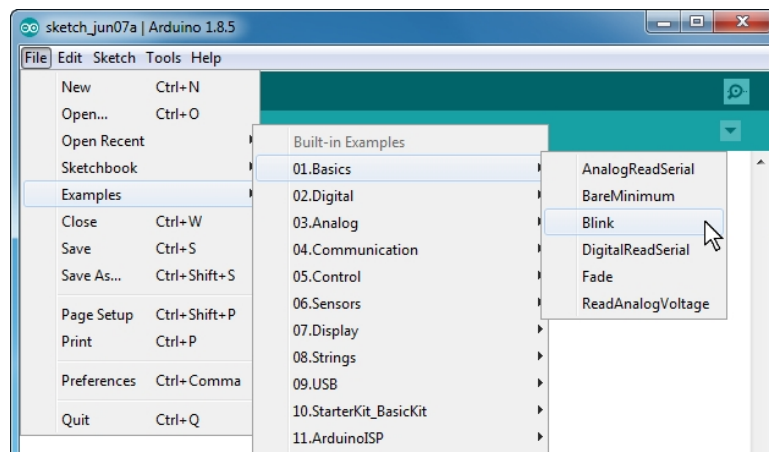 sketch_jun07a | Arduino 1.8.5
File Edit Sketch Tools Help
New Ctrl+N
Open... Ctrl+O
Open Recent
Sketchbook
Examples
Close Ctrl+W
Save Ctrl+S
Save As... Ctrl+Shift+S
Page Setup Ctrl+Shift+P
Print Ctrl+P
Preferences Ctrl+Comma
Quit Ctrl+Q
Built-in Examples
01.Basics
02.Digital
03.Analog
04.Communication
05.Control
06.Sensors
07.Display
08.Strings
09.USB
10.StarterKit_BasicKit
11.ArduinoISP
AnalogReadSerial
BareMinimum
Blink
DigitalReadSerial
Fade
ReadAnalogVoltage